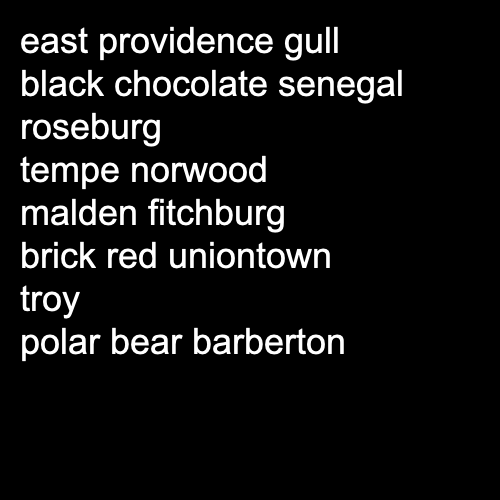 east providence gull
black chocolate senegal
roseburg
tempe norwood
malden fitchburg
brick red uniontown
troy
polar bear barberton